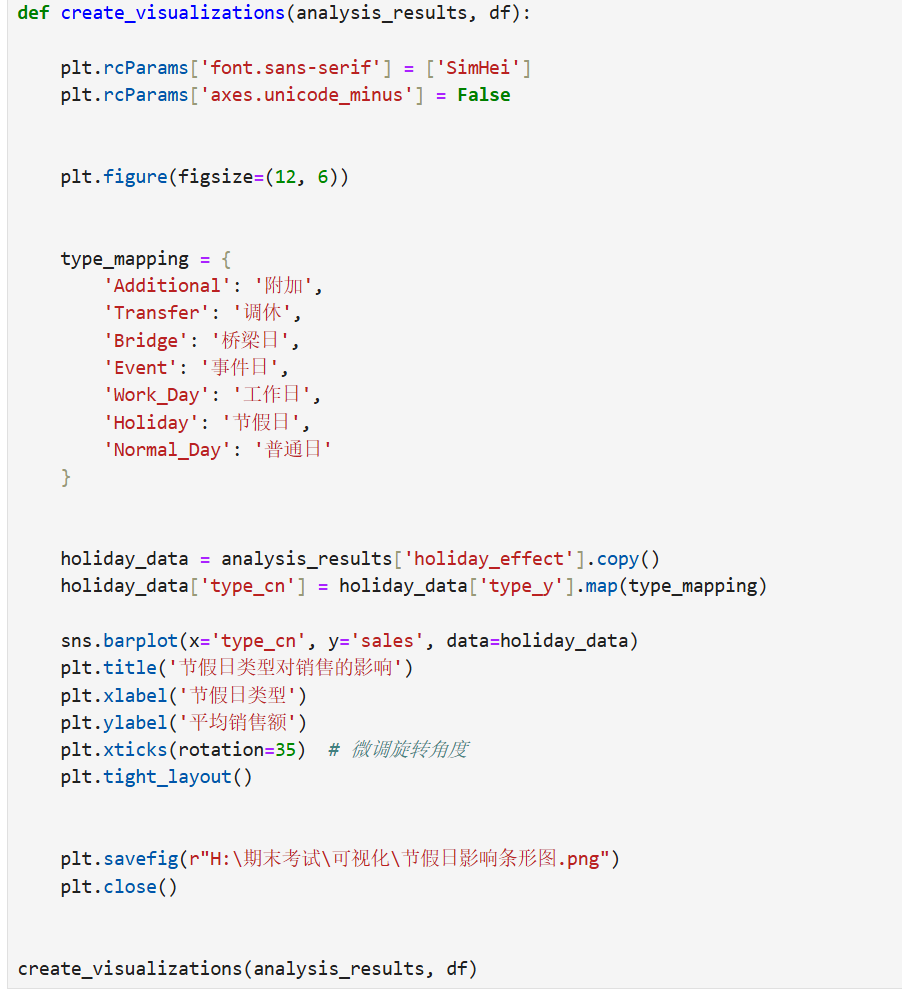 def create_visualizations(analysis_results, df):
    plt.rcParams['font.sans-serif'] = ['SimHei']
    plt.rcParams['axes.unicode_minus'] = False
    plt.figure(figsize=(12, 6))
    type_mapping = {
        'Additional': '附加',
        'Transfer': '调休',
        'Bridge': '桥梁日',
        'Event': '事件日',
        'Work_Day': '工作日',
        'Holiday': '节假日',
        'Normal_Day': '普通日'
    }
    holiday_data = analysis_results['holiday_effect'].copy()
    holiday_data['type_cn'] = holiday_data['type_y'].map(type_mapping)
    sns.barplot(x='type_cn', y='sales', data=holiday_data)
    plt.title('节假日类型对销售的影响')
    plt.xlabel('节假日类型')
    plt.ylabel('平均销售额')
    plt.xticks(rotation=35)  # 微调旋转角度
    plt.tight_layout()
    plt.savefig(r"H:\期末考试\可视化\节假日影响条形图.png")
    plt.close()
create_visualizations(analysis_results, df)